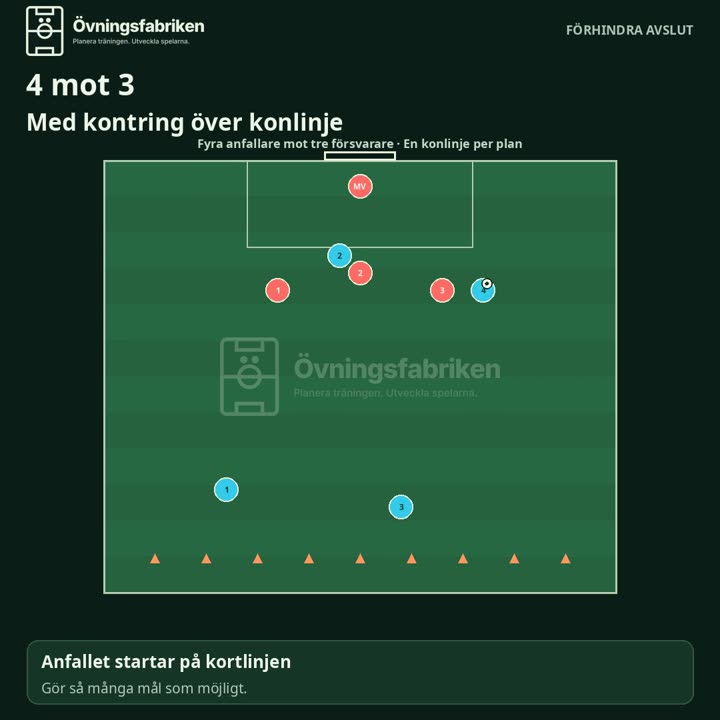 Övningsfabriken
Planera träningen. Utveckla spelarna.
FÖRHINDRA AVSLUT
4 mot 3
Med kontring över konlinje
Fyra anfallare mot tre försvarare · En konlinje per plan
MV
2
2
1
3
4
Övningsfabriken
Planera träningen. Utveckla spelarna.
1
3
Anfallet startar på kortlinjen
Gör så många mål som möjligt.